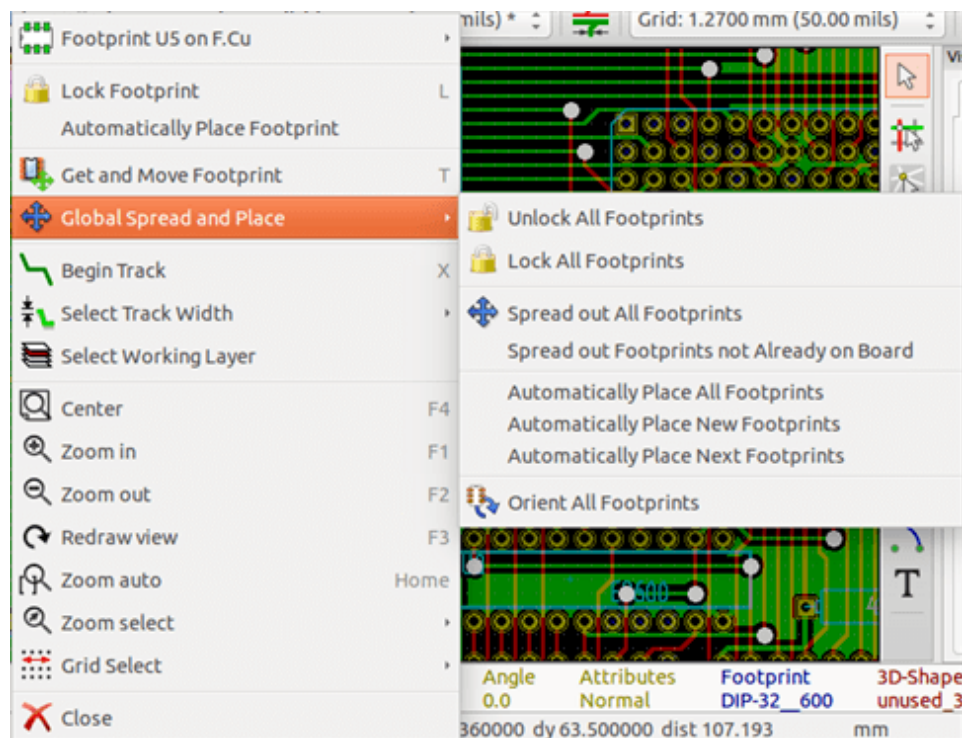 mils) *
Grid: 1.2700 mm (50.00 mils)
Footprint U5 on F.Cu
Vi
Lock Footprint L
Automatically Place Footprint
Get and Move Footprint T
Global Spread and Place
Begin Track X
Select Track Width
Select Working Layer
Center F4
Zoom in F1
Zoom out F2
Redraw view F3
Zoom auto Home
Zoom select
Grid Select
Close
Unlock All Footprints
Lock All Footprints
Spread out All Footprints
Spread out Footprints not Already on Board
Automatically Place All Footprints
Automatically Place New Footprints
Automatically Place Next Footprints
Orient All Footprints
T
4
Angle Attributes Footprint 3D-Shape
0.0 Normal DIP-32__600 unused_3
360000 dy 63.500000 dist 107.193 mm